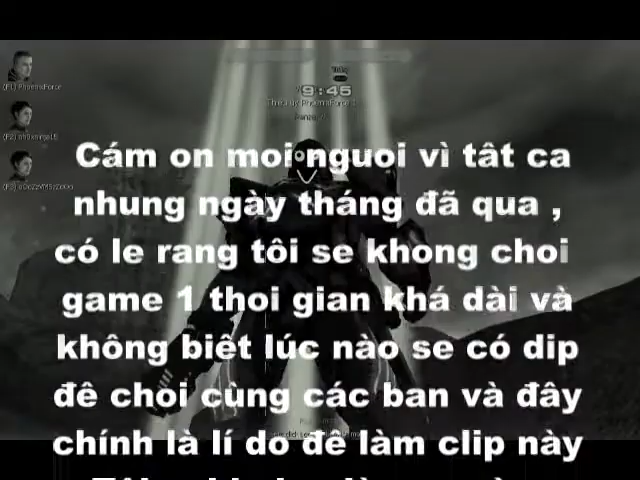 9:45
Cám on moi nguoi vì tât ca
nhung ngày tháng đã qua ,
có le rang tôi se khong choi
game 1 thoi gian khá dài và
không biêt lúc nào se có dip
đê choi cùng các ban và đây
chính là lí do đê làm clip này